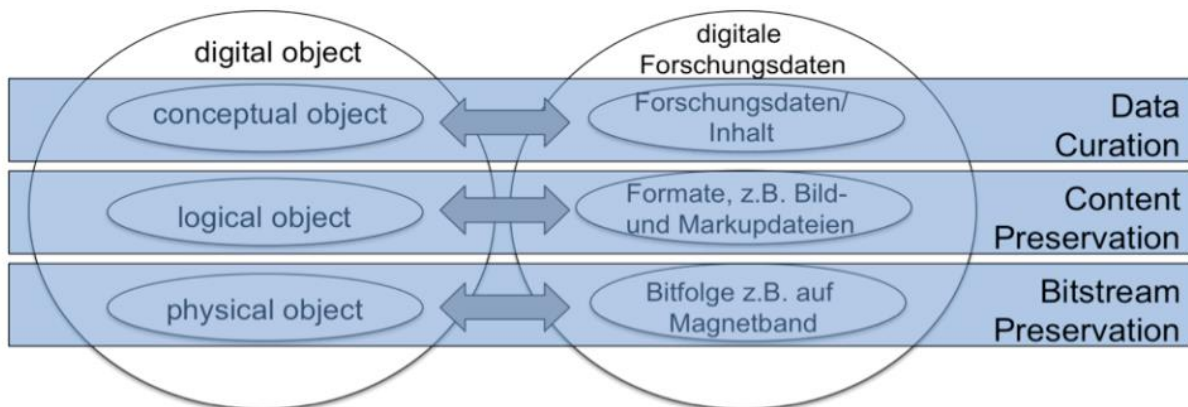 digital object
digitale
Forschungsdaten
conceptual object
Forschungsdaten/
Inhalt
Data
Curation
logical object
Formate, z.B. Bild-
und Markupdateien
Content
Preservation
physical object
Bitfolge z.B. auf
Magnetband
Bitstream
Preservation